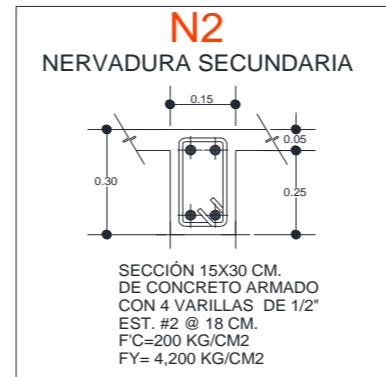 N2
NERVADURA SECUNDARIA
0.15
0.05
0.30
0.25
SECCIÓN 15X30 CM.
DE CONCRETO ARMADO
CON 4 VARILLAS DE 1/2"
EST. #2 @ 18 CM.
F'C=200 KG/CM2
FY= 4,200 KG/CM2